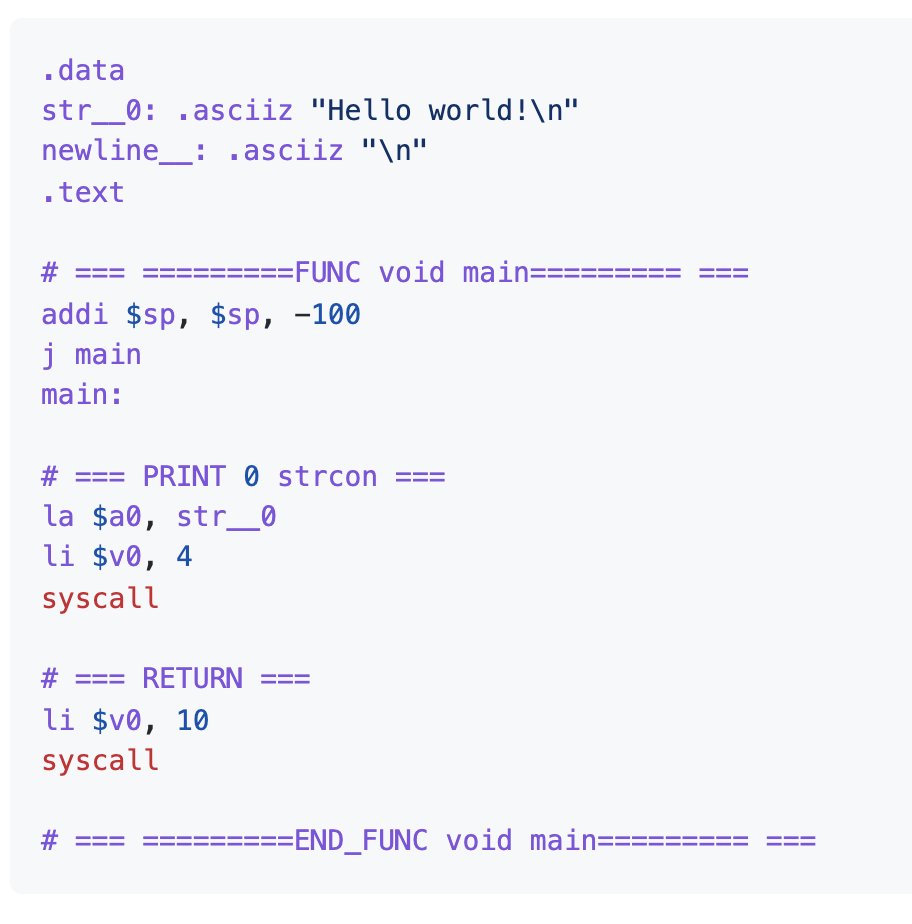 .data
str__0: .asciiz "Hello world!\n"
newline__: .asciiz "\n"
.text
# === =========FUNC void main========= ===
addi $sp, $sp, -100
j main
main:
# === PRINT 0 strcon ===
la $a0, str__0
li $v0, 4
syscall
# === RETURN ===
li $v0, 10
syscall
# === =========END_FUNC void main========= ===